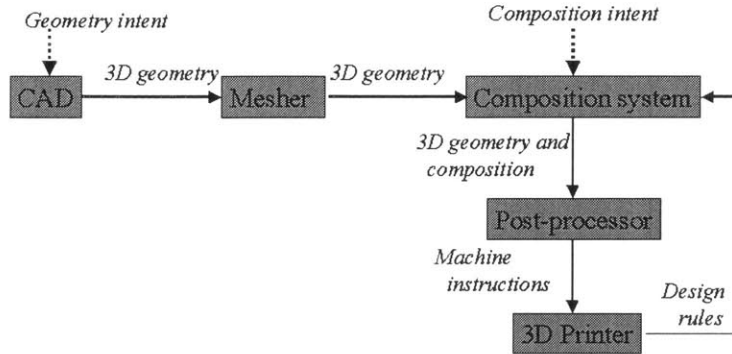 Geometry intent
Composition intent
3D geometry
3D geometry
CAD
Mesher
Composition system
3D geometry and
composition
Post-processor
Machine
instructions
Design
rules
3D Printer